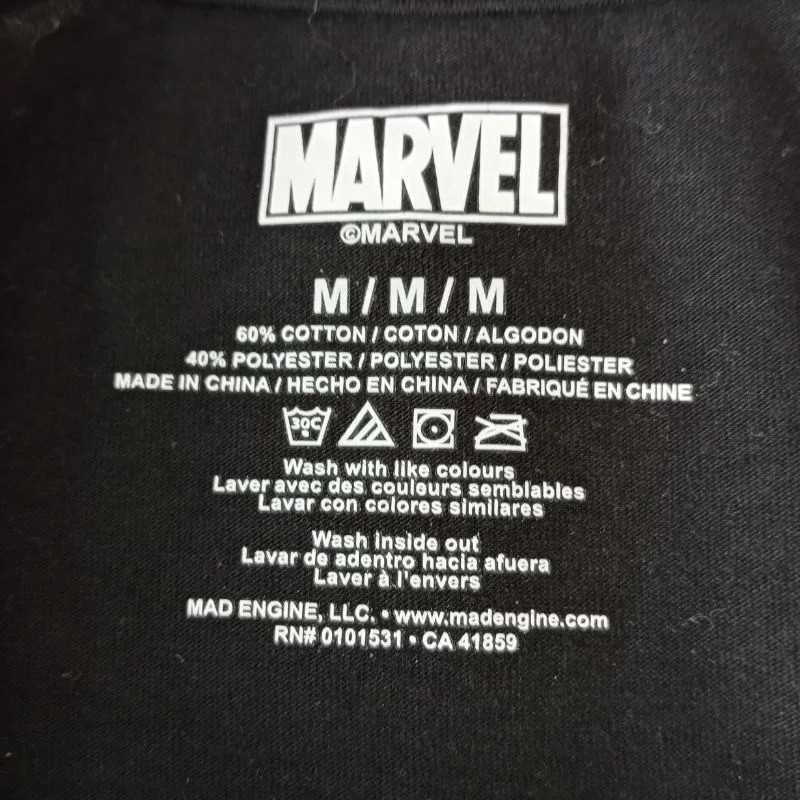 MARVEL
©MARVEL
M / M / M
60% COTTON / COTON / ALGODON
40% POLYESTER / POLYESTER / POLIESTER
MADE IN CHINA / HECHO EN CHINA / FABRIQUÉ EN CHINE
30C
Wash with like colours
Laver avec des couleurs semblables
Lavar con colores similares
Wash inside out
Lavar de adentro hacia afuera
Laver à l'envers
MAD ENGINE, LLC. • www.madengine.com
RN# 0101531 • CA 41859